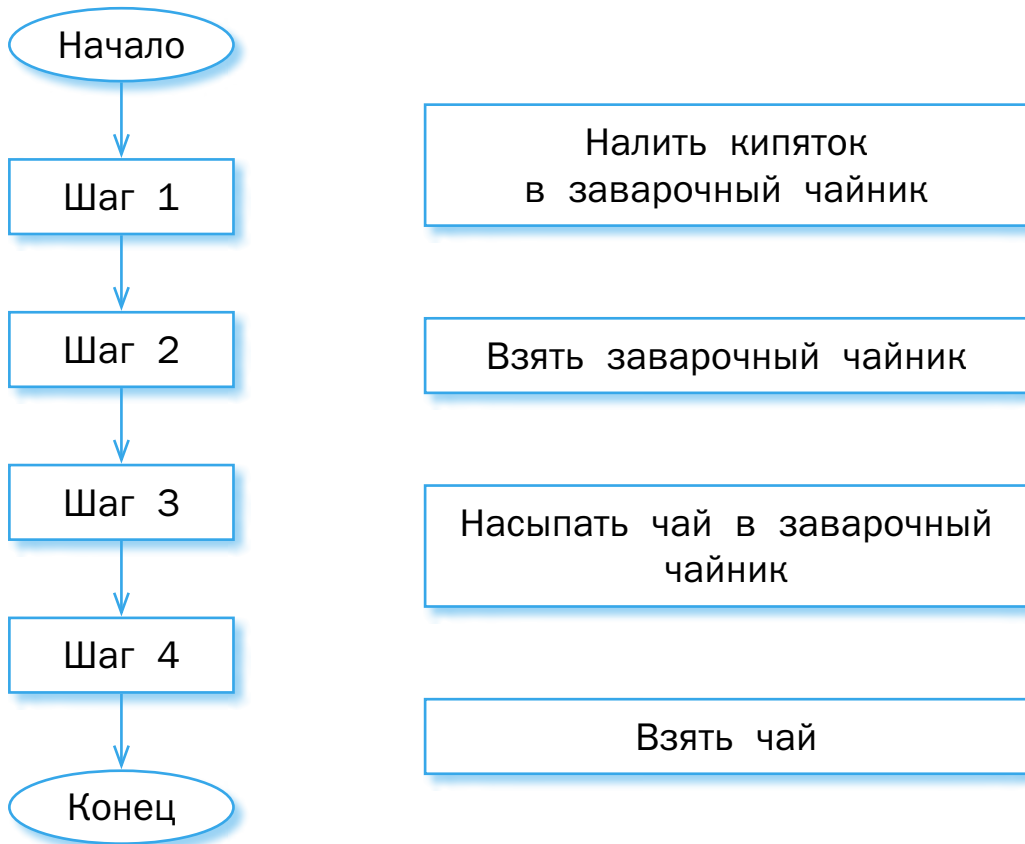 Начало
Шаг 1
Шаг 2
Шаг 3
Шаг 4
Конец
Налить кипяток
в заварочный чайник
Взять заварочный чайник
Насыпать чай в заварочный
чайник
Взять чай